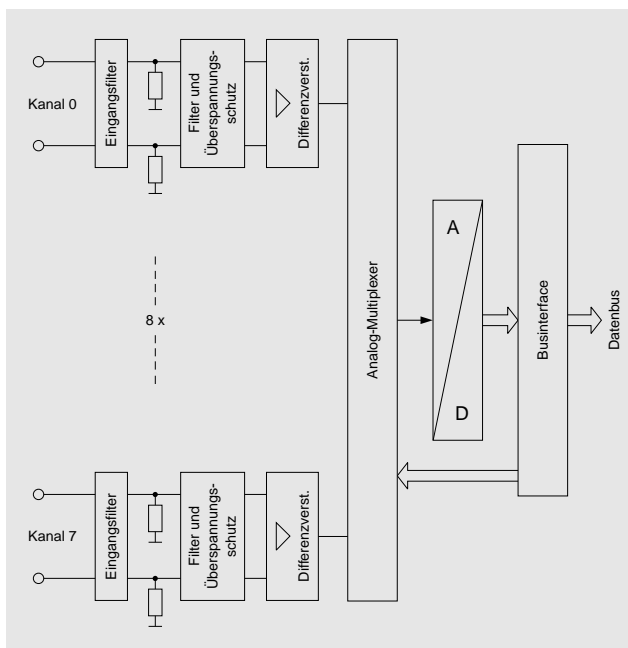 Kanal 0
Eingangsfilter
Filter und
Überspannungs-
schutz
Differenzverst.
8 x
Analog-Multiplexer
A
D
Businterface
Datenbus
Kanal 7
Eingangsfilter
Filter und
Überspannungs-
schutz
Differenzverst.